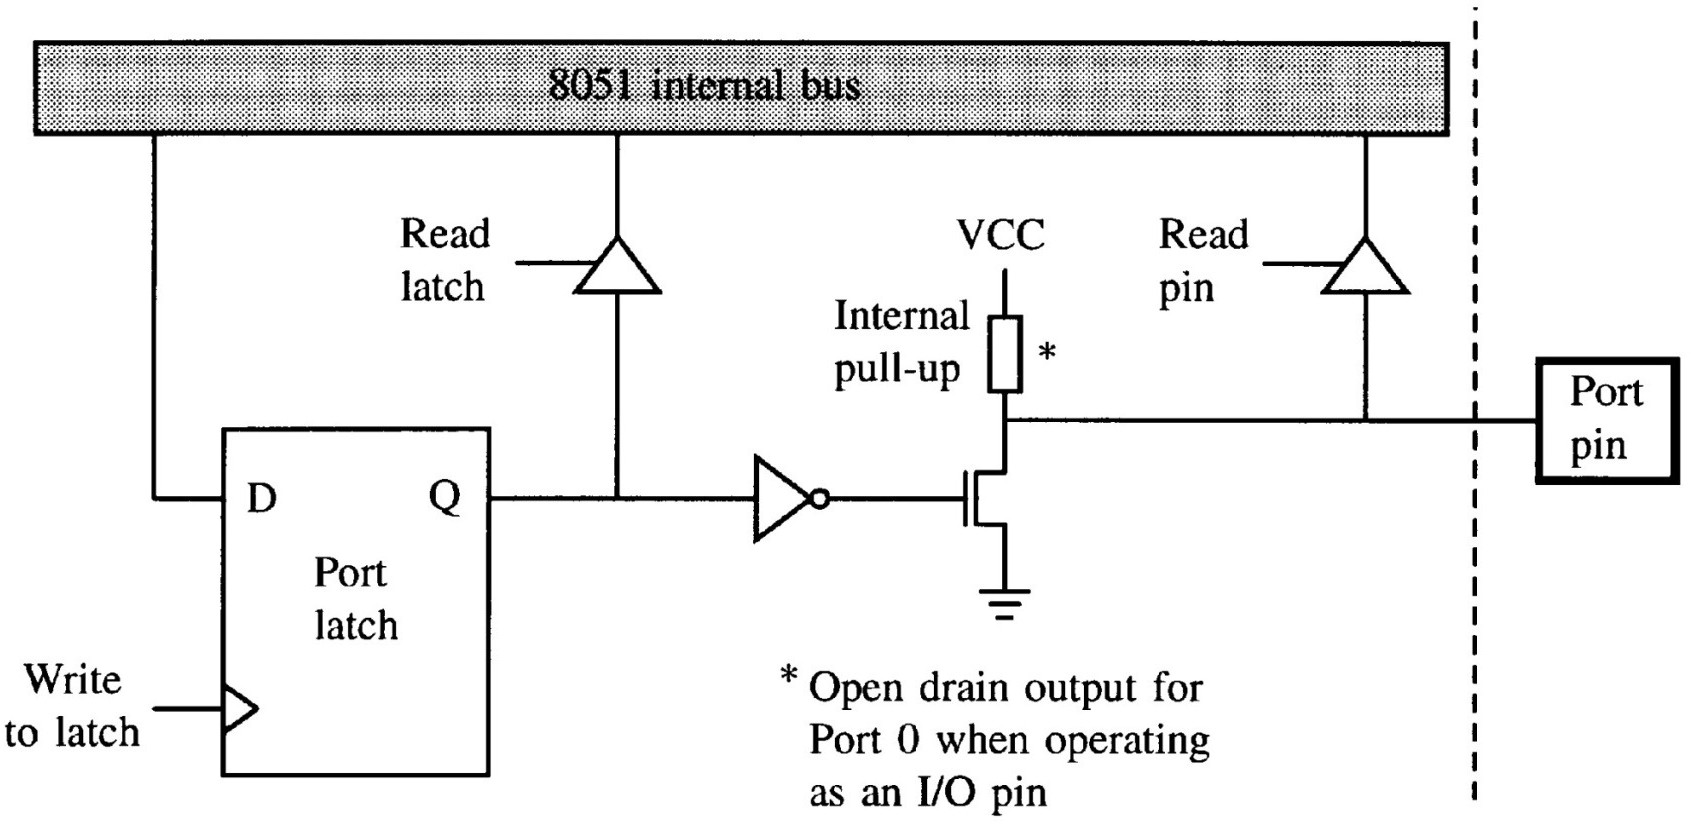 8051 internal bus
Read
latch
VCC
Read
pin
Internal
pull-up
*
Port
pin
D
Q
Port
latch
Write
to latch
* Open drain output for
Port 0 when operating
as an I/O pin